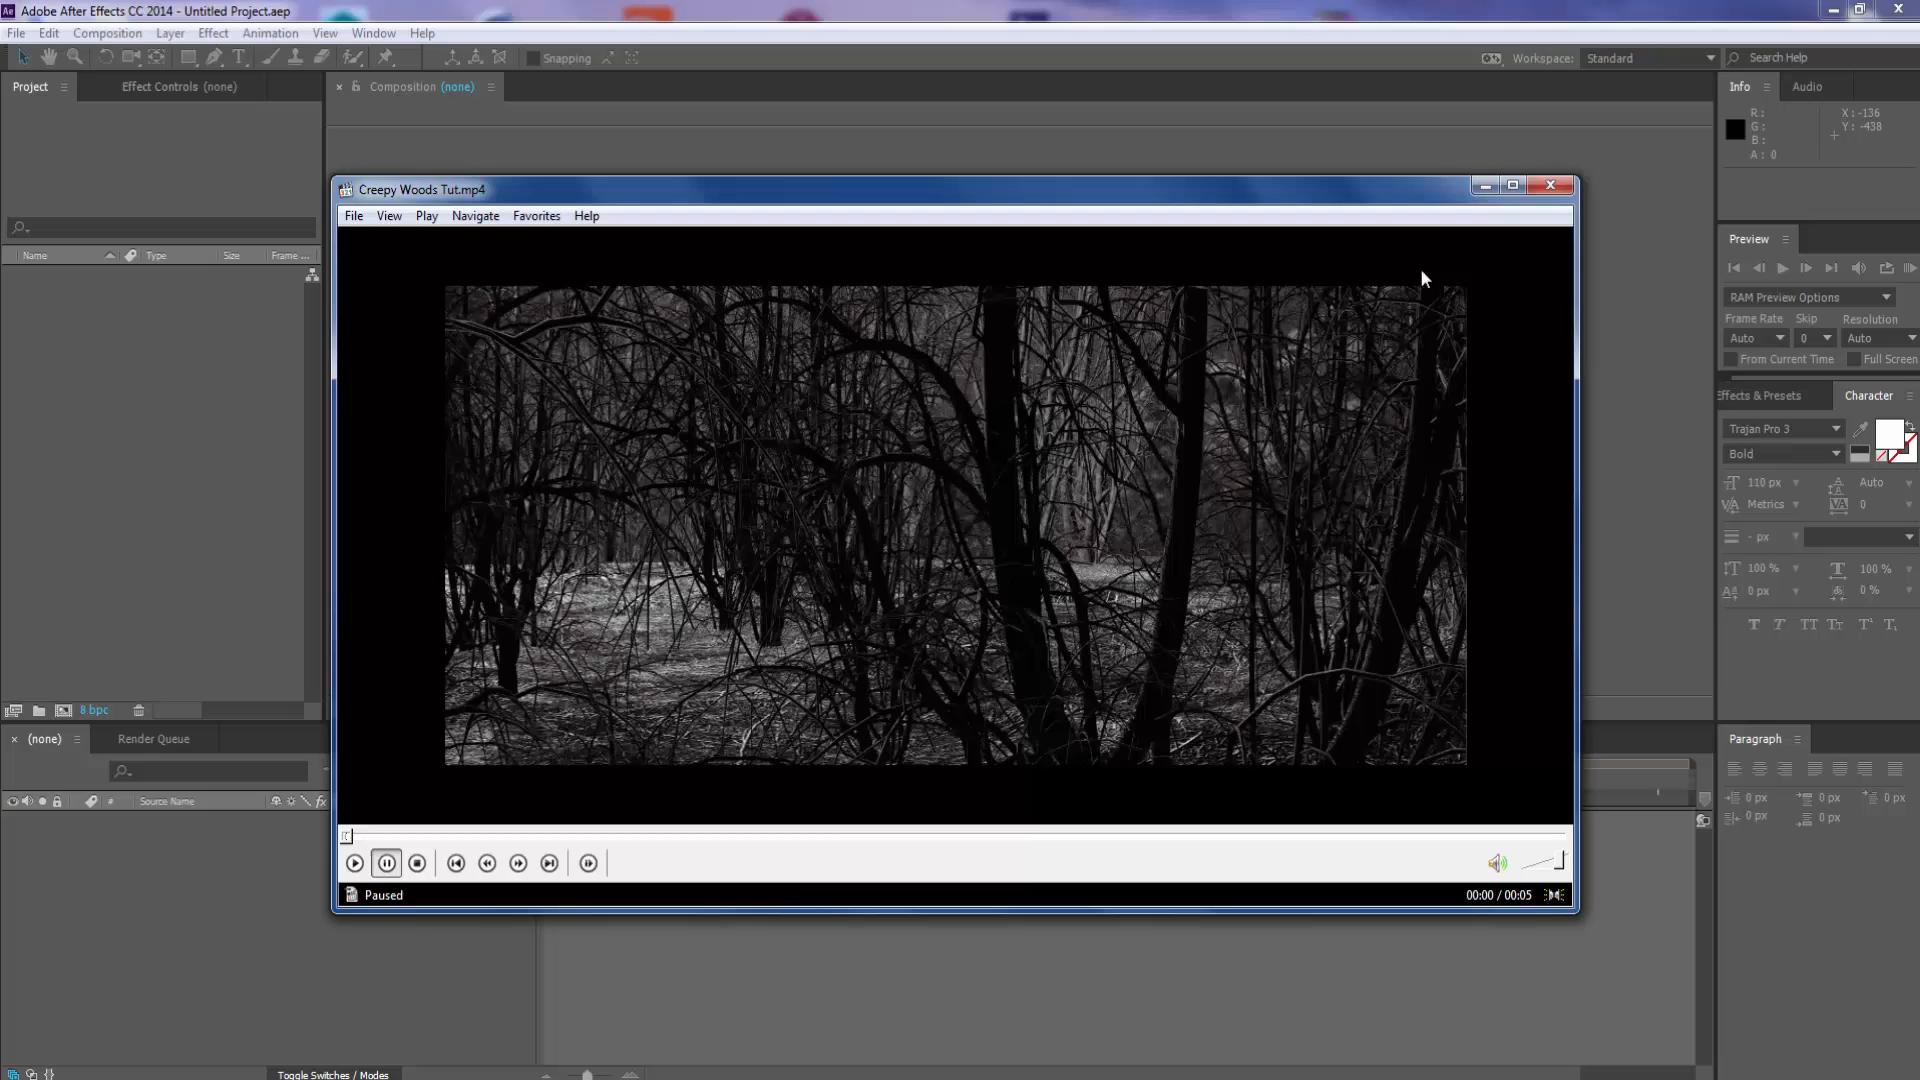 Adobe After Effects CC 2014 - Untitled Project.aep
File Edit Composition Layer Effect Animation View Window Help
Snapping
Workspace: Standard
Search Help
Project
Effect Controls (none)
Composition (none)
Info
Audio
R:
G:
B:
A: 0
X: -136
Y: -438
Creepy Woods Tut.mp4
File View Play Navigate Favorites Help
Name
Type
Size
Frame ...
Preview
RAM Preview Options
Frame Rate Skip Resolution
Auto 0 Auto
From Current Time Full Screen
Effects & Presets
Character
Trajan Pro 3
Bold
110 px Auto
Metrics 0
- px
100 % 100 %
0 px 0 %
T T TT Tt T¹ T₁
8 bpc
(none)
Render Queue
Source Name
#
fx
Paragraph
0 px 0 px 0 px
0 px 0 px
Paused
00:00 / 00:05
Toggle Switches / Modes